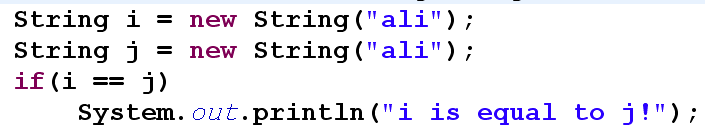 String i = new String("ali");
String j = new String("ali");
if(i == j)
System.out.println("i is equal to j!");